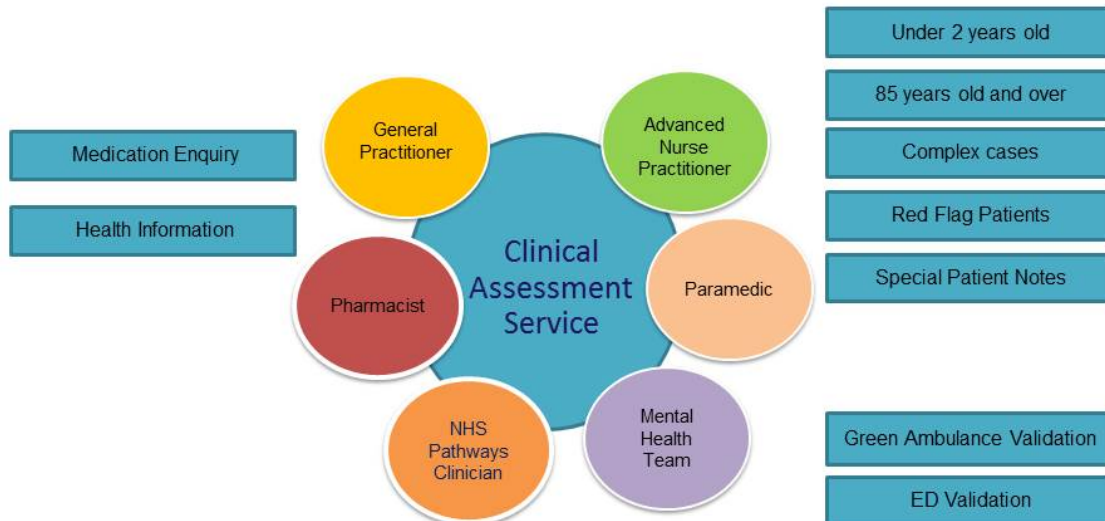 Under 2 years old
85 years old and over
Complex cases
Red Flag Patients
Special Patient Notes
Medication Enquiry
Health Information
General
Practitioner
Advanced
Nurse
Practitioner
Clinical
Assessment
Service
Pharmacist
Paramedic
NHS
Pathways
Clinician
Mental
Health
Team
Green Ambulance Validation
ED Validation